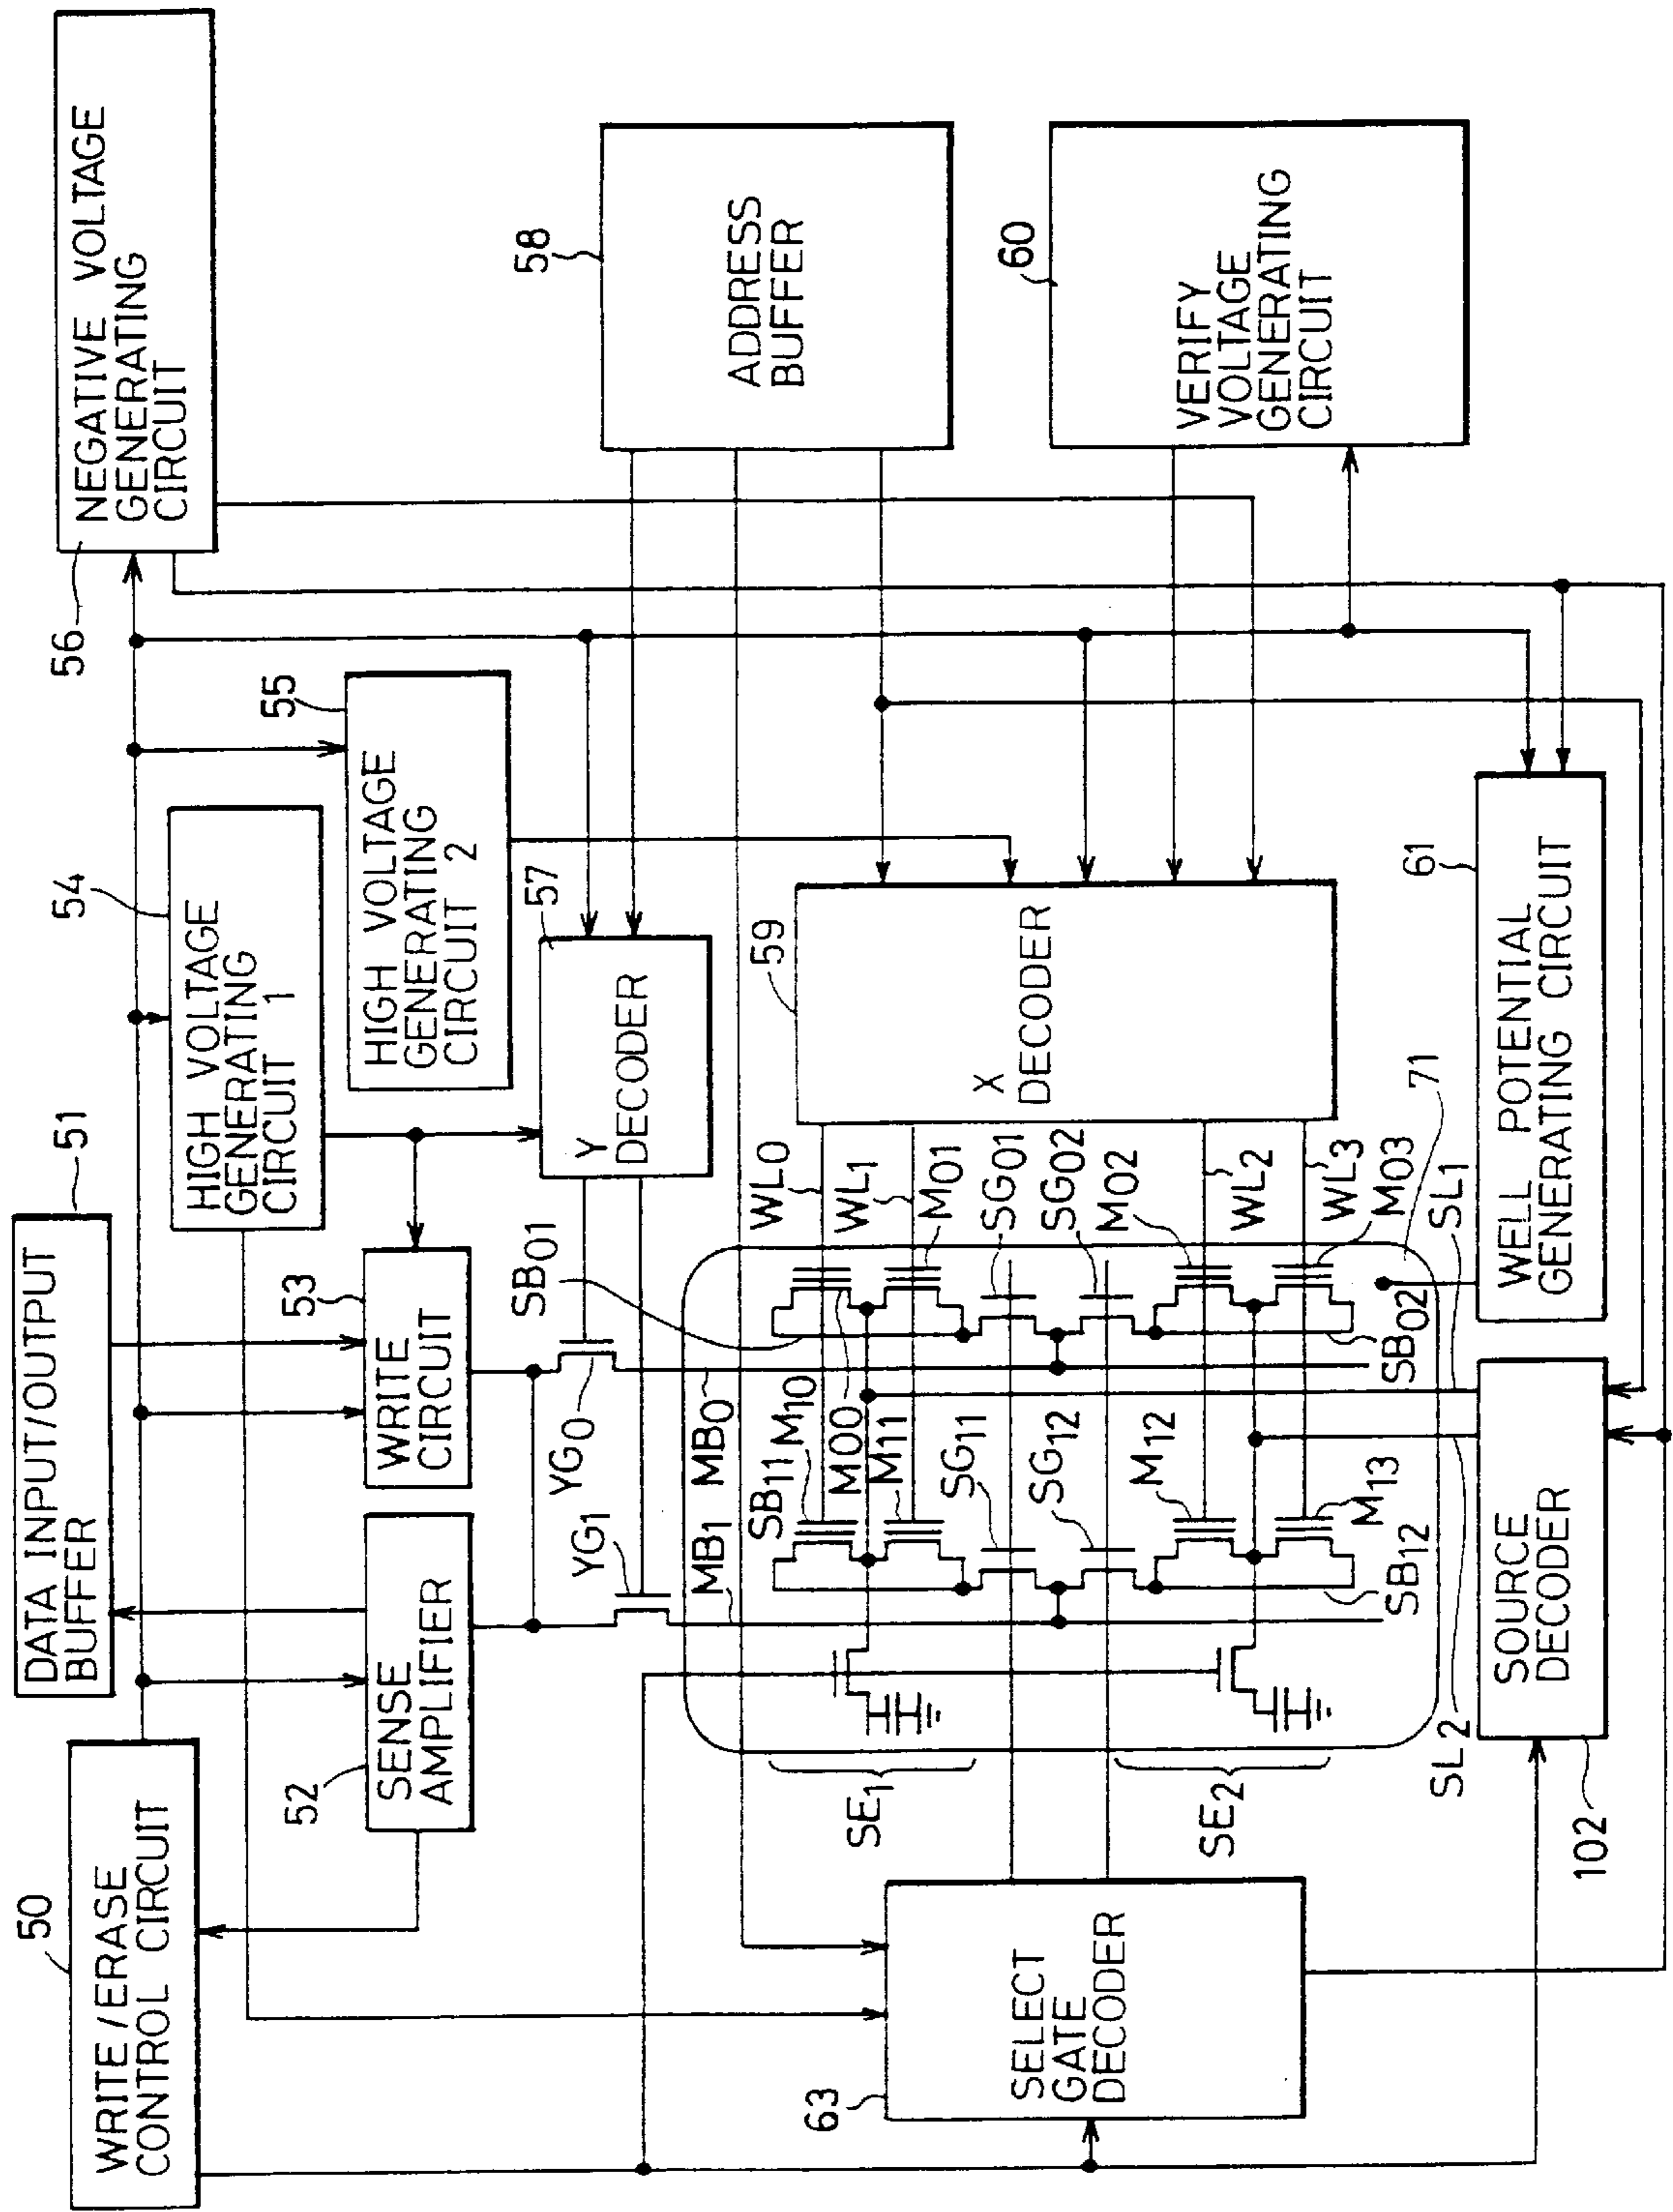 DATA INPUT/OUTPUT
BUFFER
51
50
WRITE/ERASE
CONTROL CIRCUIT
52
SENSE
AMPLIFIER
53
WRITE
CIRCUIT
54
HIGH VOLTAGE
GENERATING
CIRCUIT 1
55
HIGH VOLTAGE
GENERATING
CIRCUIT 2
56
NEGATIVE VOLTAGE
GENERATING
CIRCUIT
57
Y
DECODER
58
ADDRESS
BUFFER
YG1
YG0
MB1
MB0
SB01
SB11
M10
M00
M11
WL0
WL1
M01
SG11
SG01
SG12
SG02
M12
M02
WL2
M13
WL3
M03
SB12
SB02
SL2
SL1
71
SE1
SE2
59
X
DECODER
60
VERIFY
VOLTAGE
GENERATING
CIRCUIT
63
SELECT
GATE
DECODER
102
SOURCE
DECODER
61
WELL POTENTIAL
GENERATING CIRCUIT